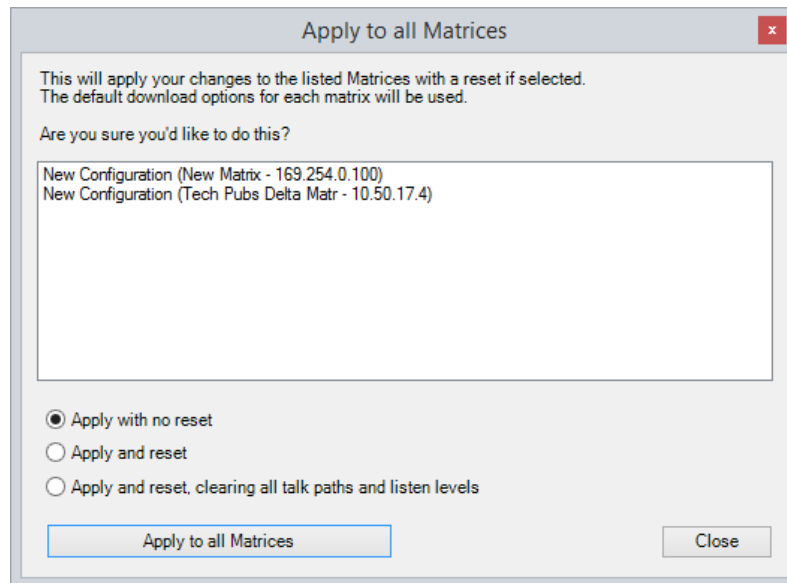 Apply to all Matrices
x
This will apply your changes to the listed Matrices with a reset if selected.
The default download options for each matrix will be used.
Are you sure you'd like to do this?
New Configuration (New Matrix - 169.254.0.100)
New Configuration (Tech Pubs Delta Matr - 10.50.17.4)
Apply with no reset
Apply and reset
Apply and reset, clearing all talk paths and listen levels
Apply to all Matrices
Close